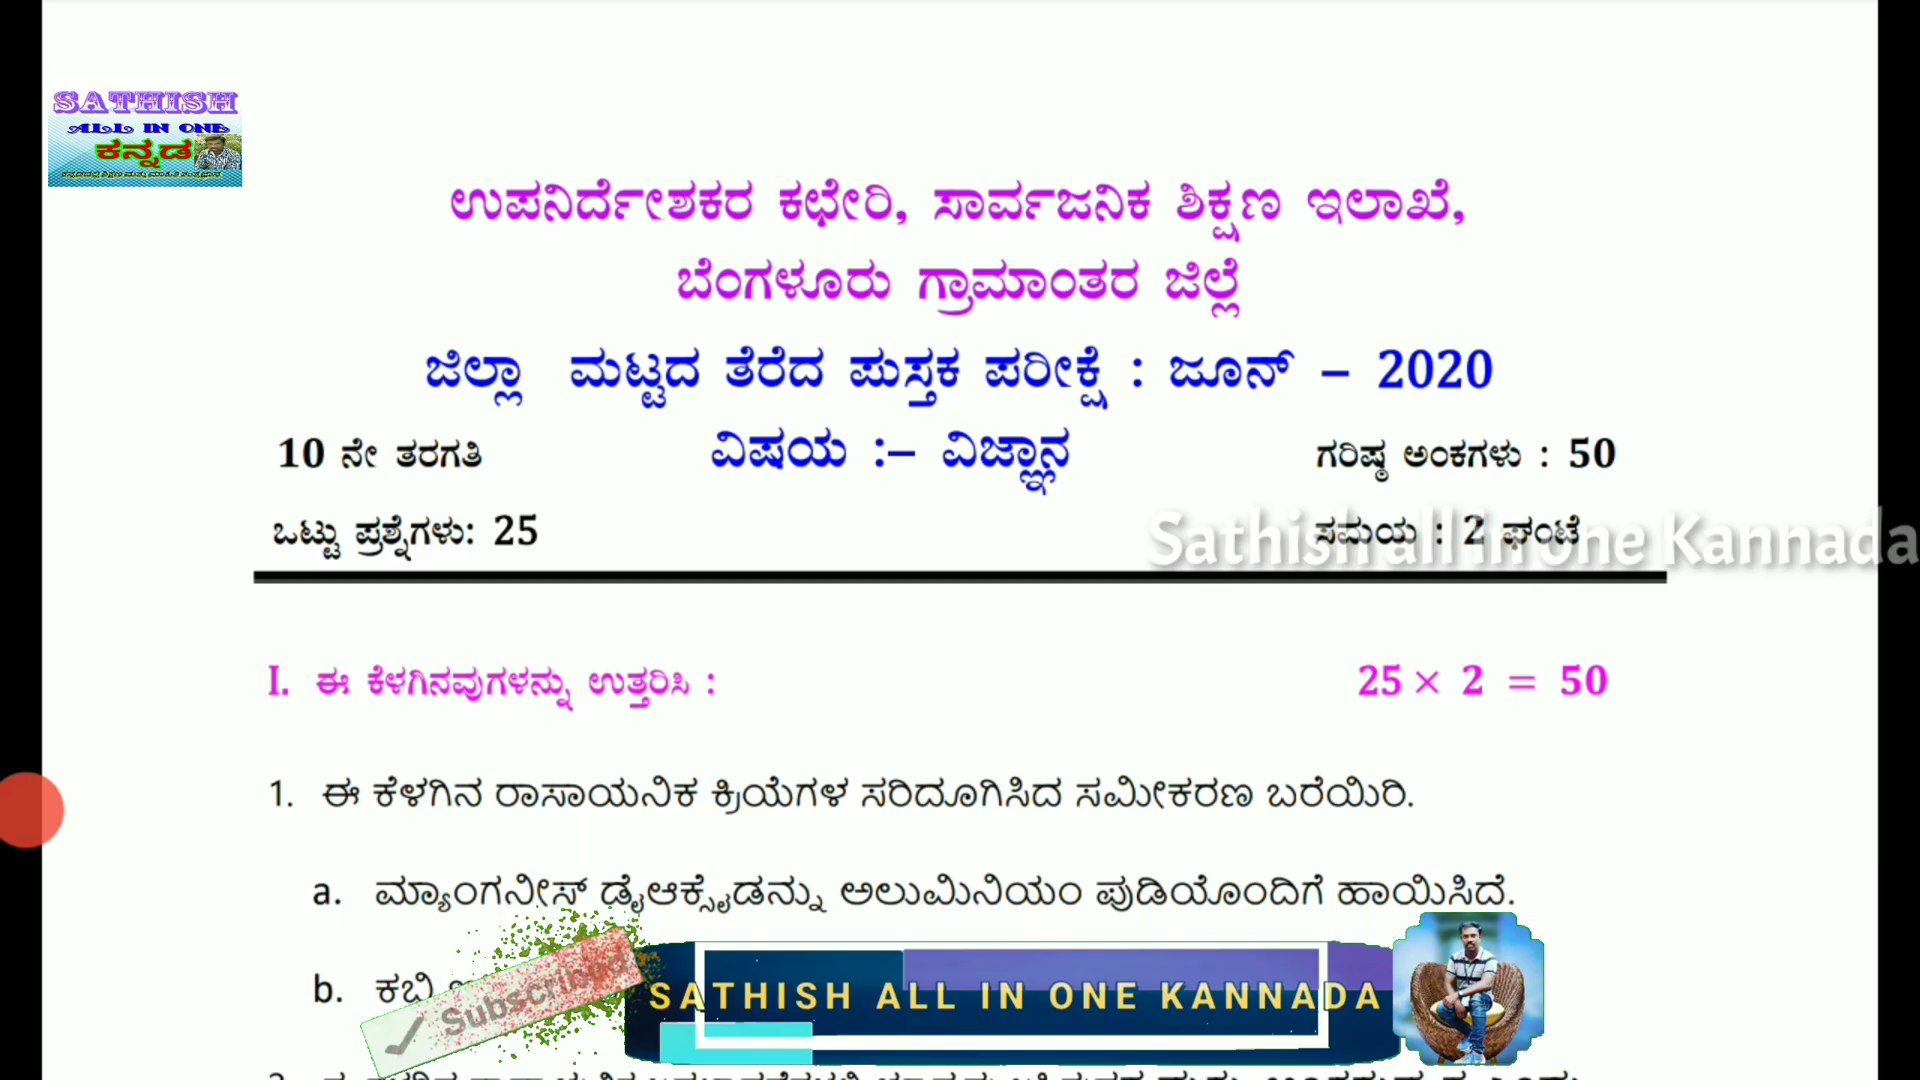 SATHISH
ALL IN ONE
ಕನ್ನಡ
ಉಪನಿರ್ದೇಶಕರ ಕಛೇರಿ, ಸಾರ್ವಜನಿಕ ಶಿಕ್ಷಣ ಇಲಾಖೆ,
ಬೆಂಗಳೂರು ಗ್ರಾಮಾಂತರ ಜಿಲ್ಲೆ
ಜಿಲ್ಲಾ ಮಟ್ಟದ ತೆರೆದ ಪುಸ್ತಕ ಪರೀಕ್ಷೆ : ಜೂನ್ – 2020
10 ನೇ ತರಗತಿ ವಿಷಯ :– ವಿಜ್ಞಾನ ಗರಿಷ್ಠ ಅಂಕಗಳು : 50
ಒಟ್ಟು ಪ್ರಶ್ನೆಗಳು: 25 ಸಮಯ : 2 ಘಂಟೆ
Sathish all in one Kannada
I. ಈ ಕೆಳಗಿನವುಗಳನ್ನು ಉತ್ತರಿಸಿ : 25 × 2 = 50
1. ಈ ಕೆಳಗಿನ ರಾಸಾಯನಿಕ ಕ್ರಿಯೆಗಳ ಸರಿದೂಗಿಸಿದ ಸಮೀಕರಣ ಬರೆಯಿರಿ.
a. ಮ್ಯಾಂಗನೀಸ್ ಡೈಆಕ್ಸೈಡನ್ನು ಅಲುಮಿನಿಯಂ ಪುಡಿಯೊಂದಿಗೆ ಹಾಯಿಸಿದೆ.
b.
Subscribed
SATHISH ALL IN ONE KANNADA